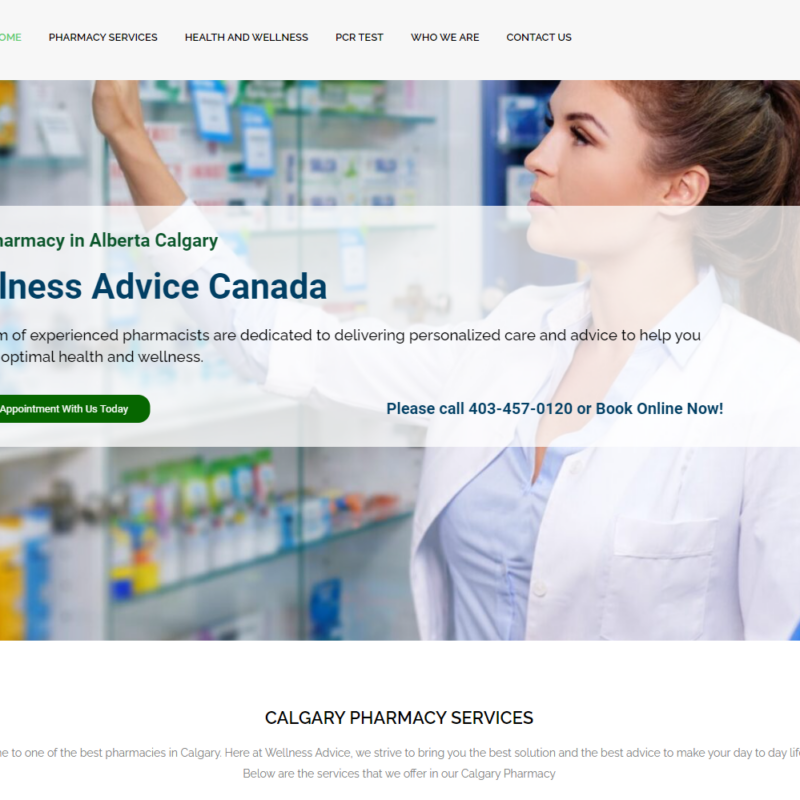 OME PHARMACY SERVICES HEALTH AND WELLNESS PCR TEST WHO WE ARE CONTACT US
harmacy in Alberta Calgary
lness Advice Canada
m of experienced pharmacists are dedicated to delivering personalized care and advice to help you
optimal health and wellness.
Appointment With Us Today
Please call 403-457-0120 or Book Online Now!
CALGARY PHARMACY SERVICES
ne to one of the best pharmacies in Calgary. Here at Wellness Advice, we strive to bring you the best solution and the best advice to make your day to day lif
Below are the services that we offer in our Calgary Pharmacy